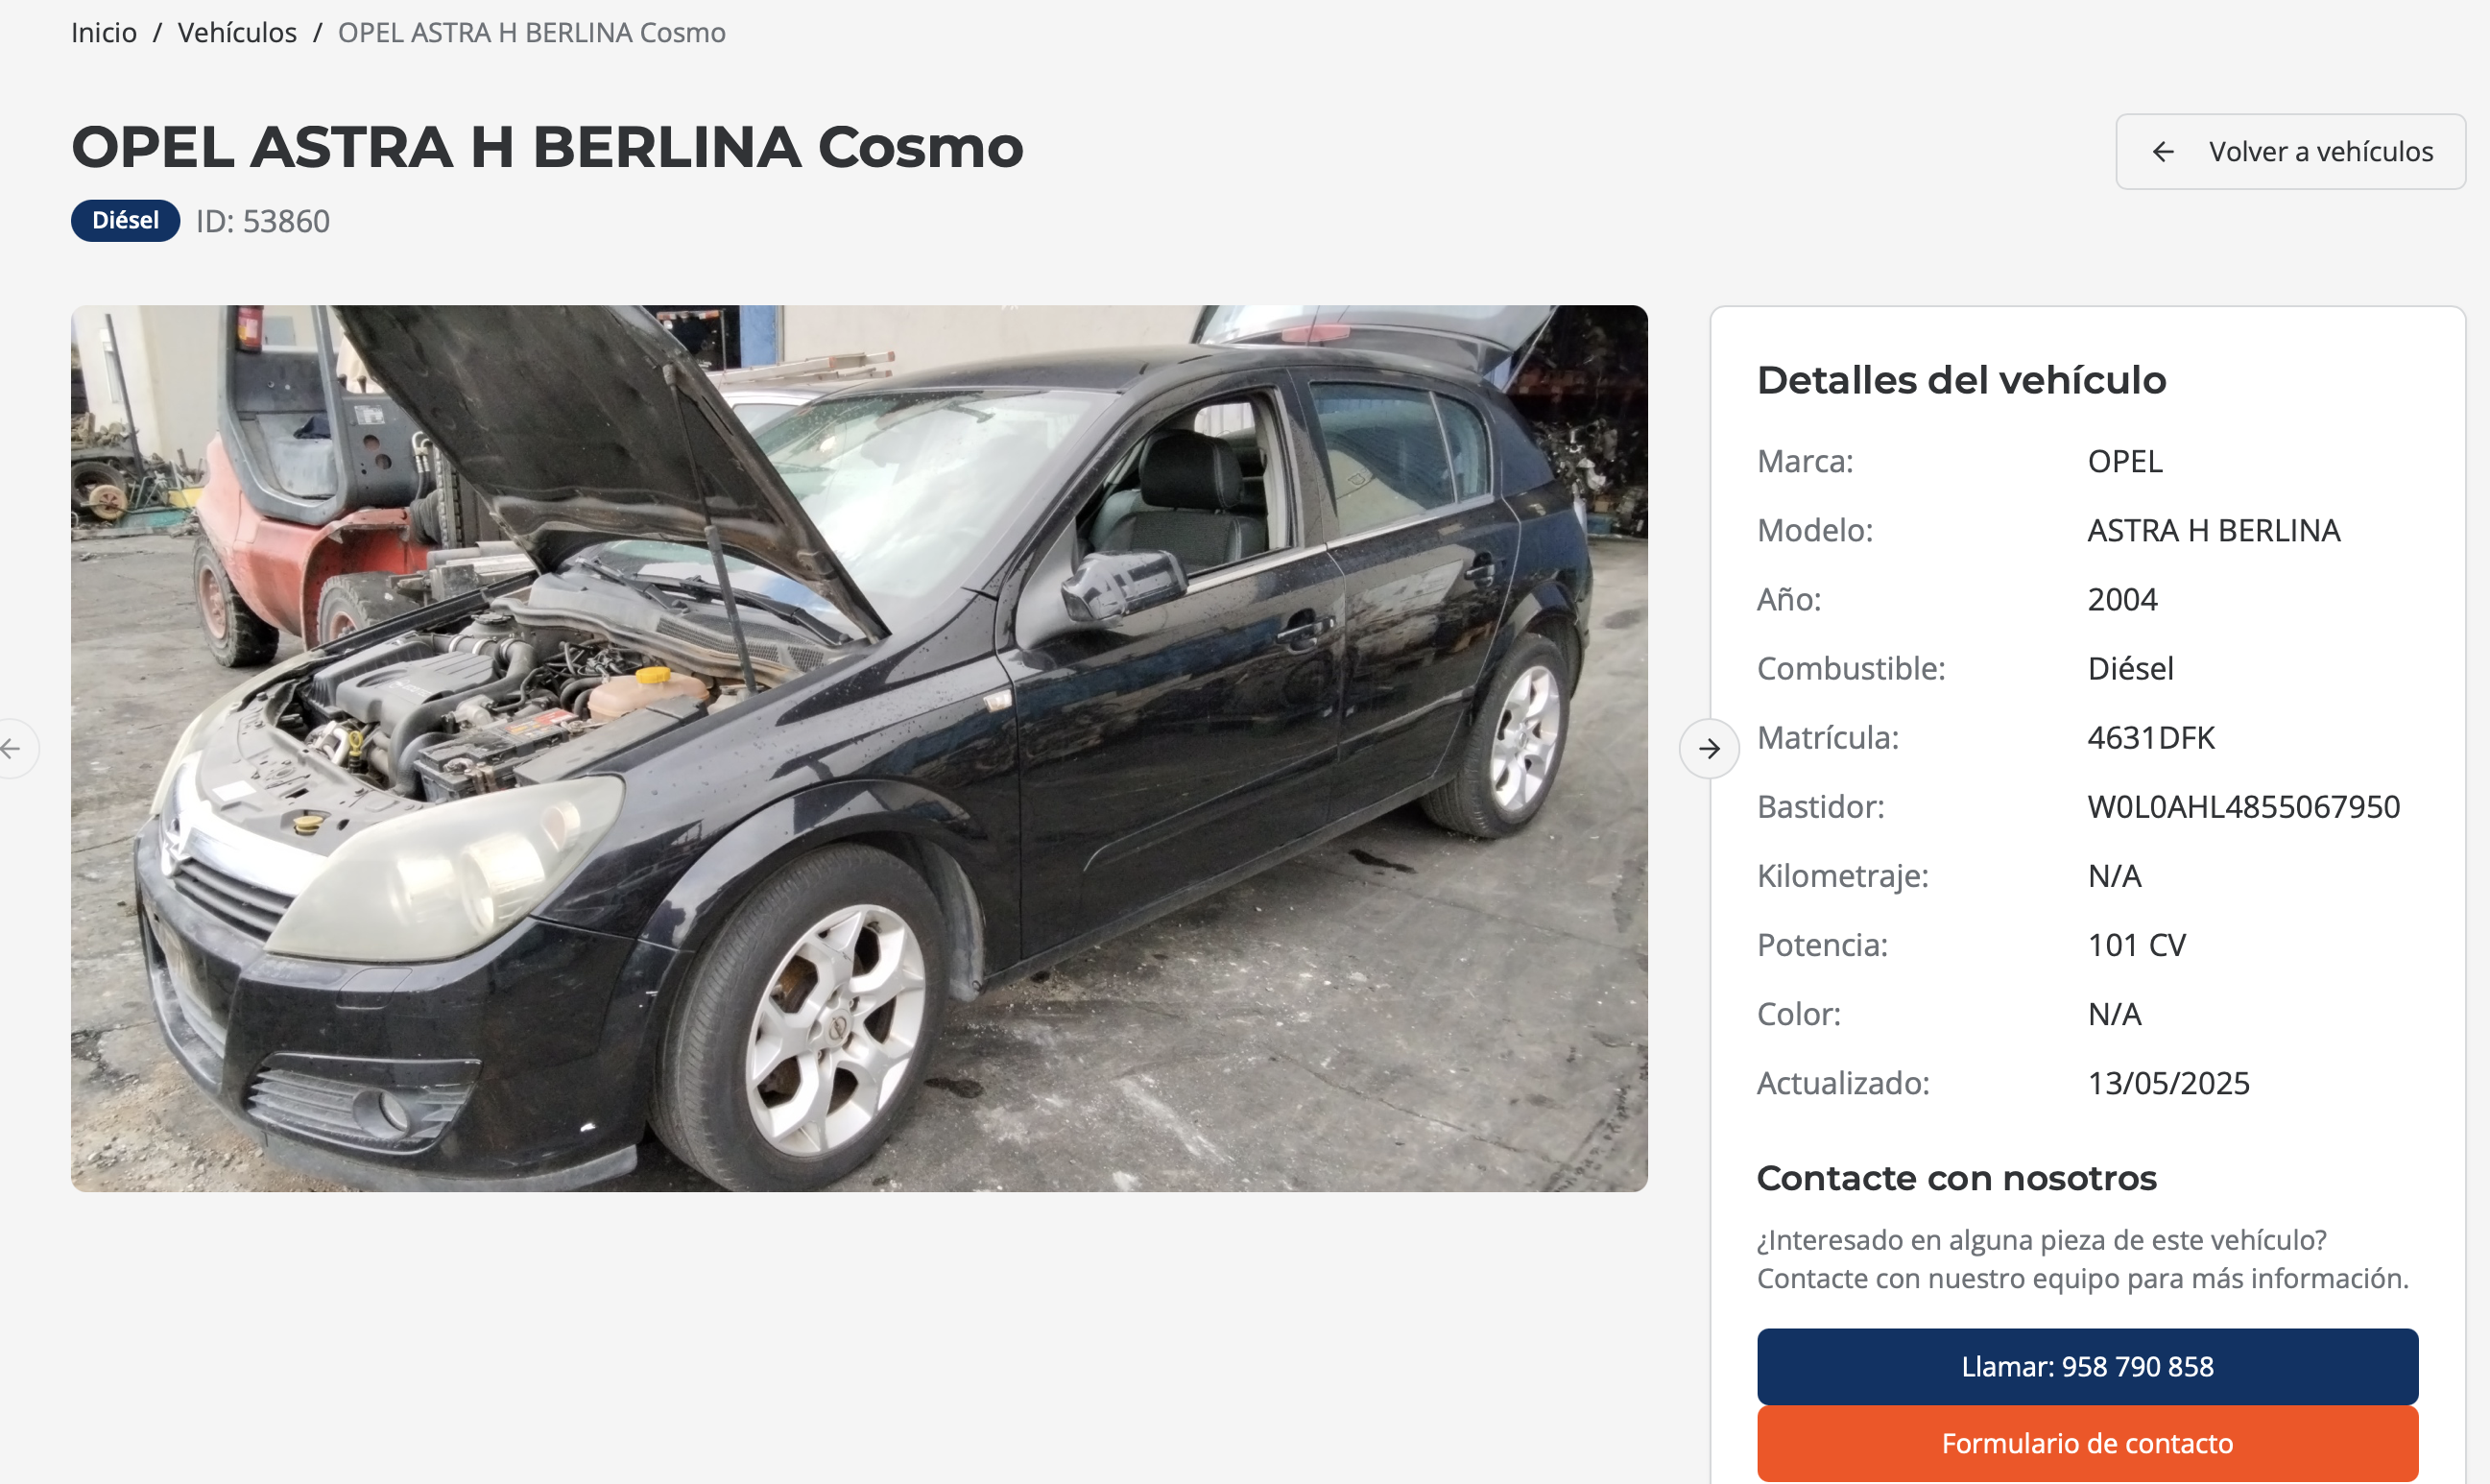 Inicio / Vehículos / OPEL ASTRA H BERLINA Cosmo
OPEL ASTRA H BERLINA Cosmo
← Volver a vehículos
Diésel ID: 53860
Detalles del vehículo
Marca: OPEL
Modelo: ASTRA H BERLINA
Año: 2004
Combustible: Diésel
Matrícula: 4631DFK
Bastidor: W0L0AHL4855067950
Kilometraje: N/A
Potencia: 101 CV
Color: N/A
Actualizado: 13/05/2025
Contacte con nosotros
¿Interesado en alguna pieza de este vehículo?
Contacte con nuestro equipo para más información.
Llamar: 958 790 858
Formulario de contacto